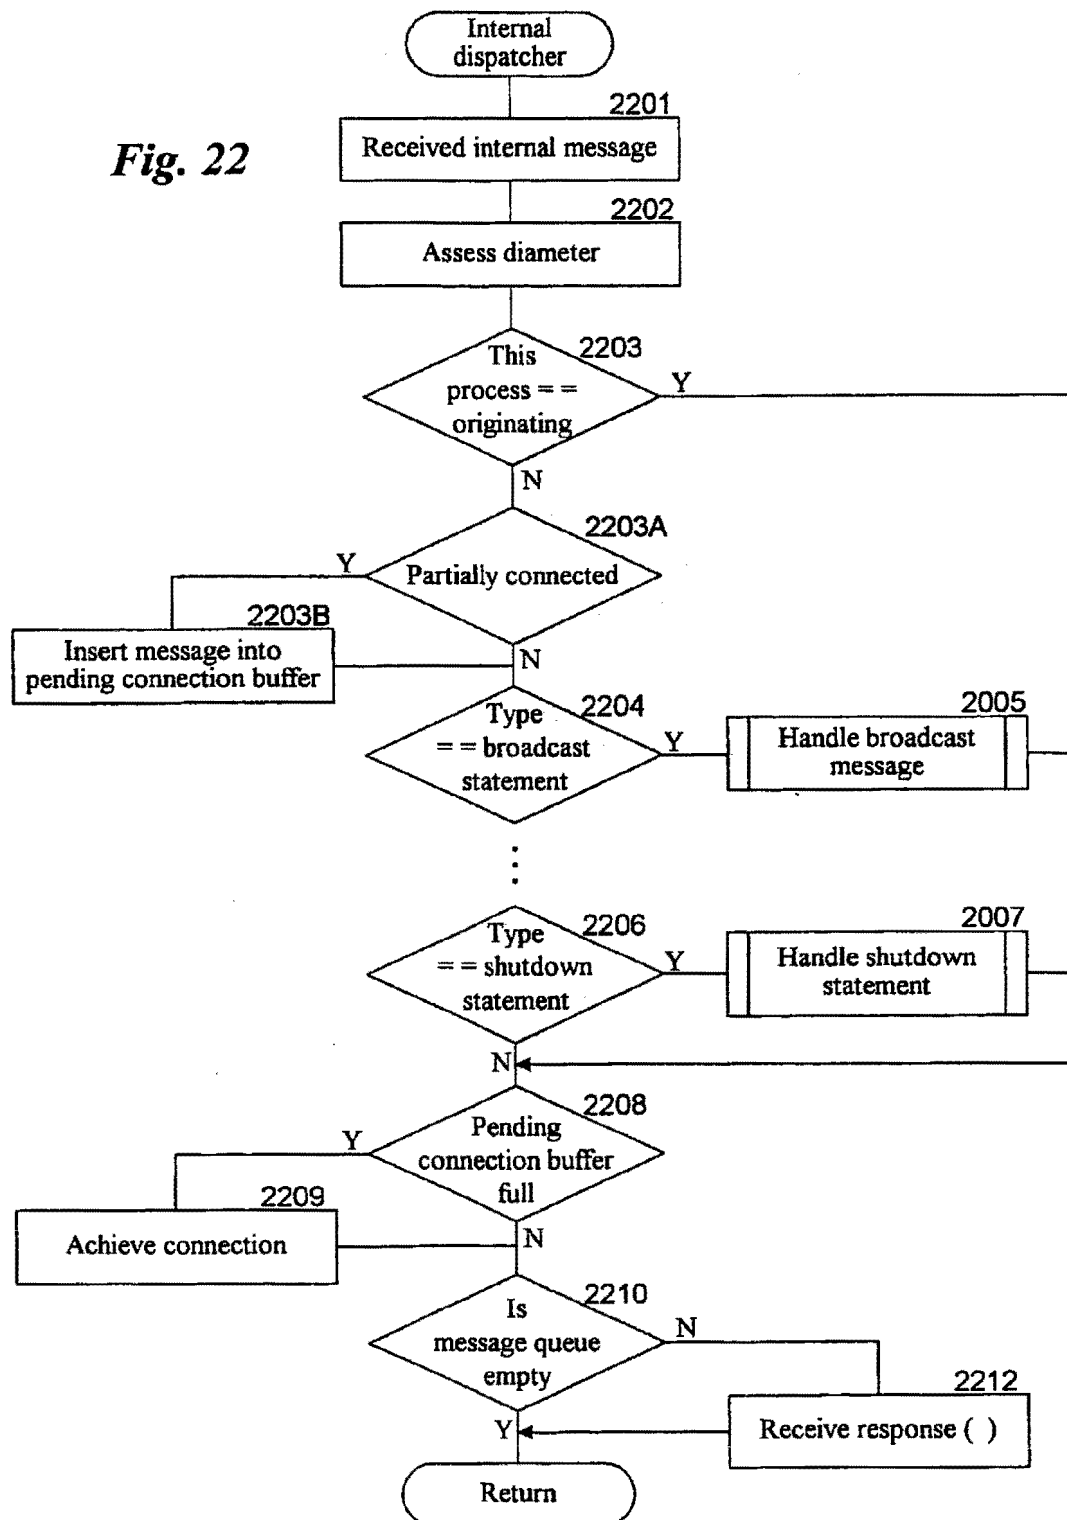 Internal
dispatcher
2201
Fig. 22
Received internal message
2202
Assess diameter
2203
This
process = =
originating
Y
N
2203A
Partially connected
Y
2203B
Insert message into
pending connection buffer
N
2204
Type
= = broadcast
statement
Y
2005
Handle broadcast
message
2206
Type
= = shutdown
statement
Y
2007
Handle shutdown
statement
N
2208
Pending
connection buffer
full
Y
2209
Achieve connection
N
2210
Is
message queue
empty
N
2212
Receive response ( )
Y
Return